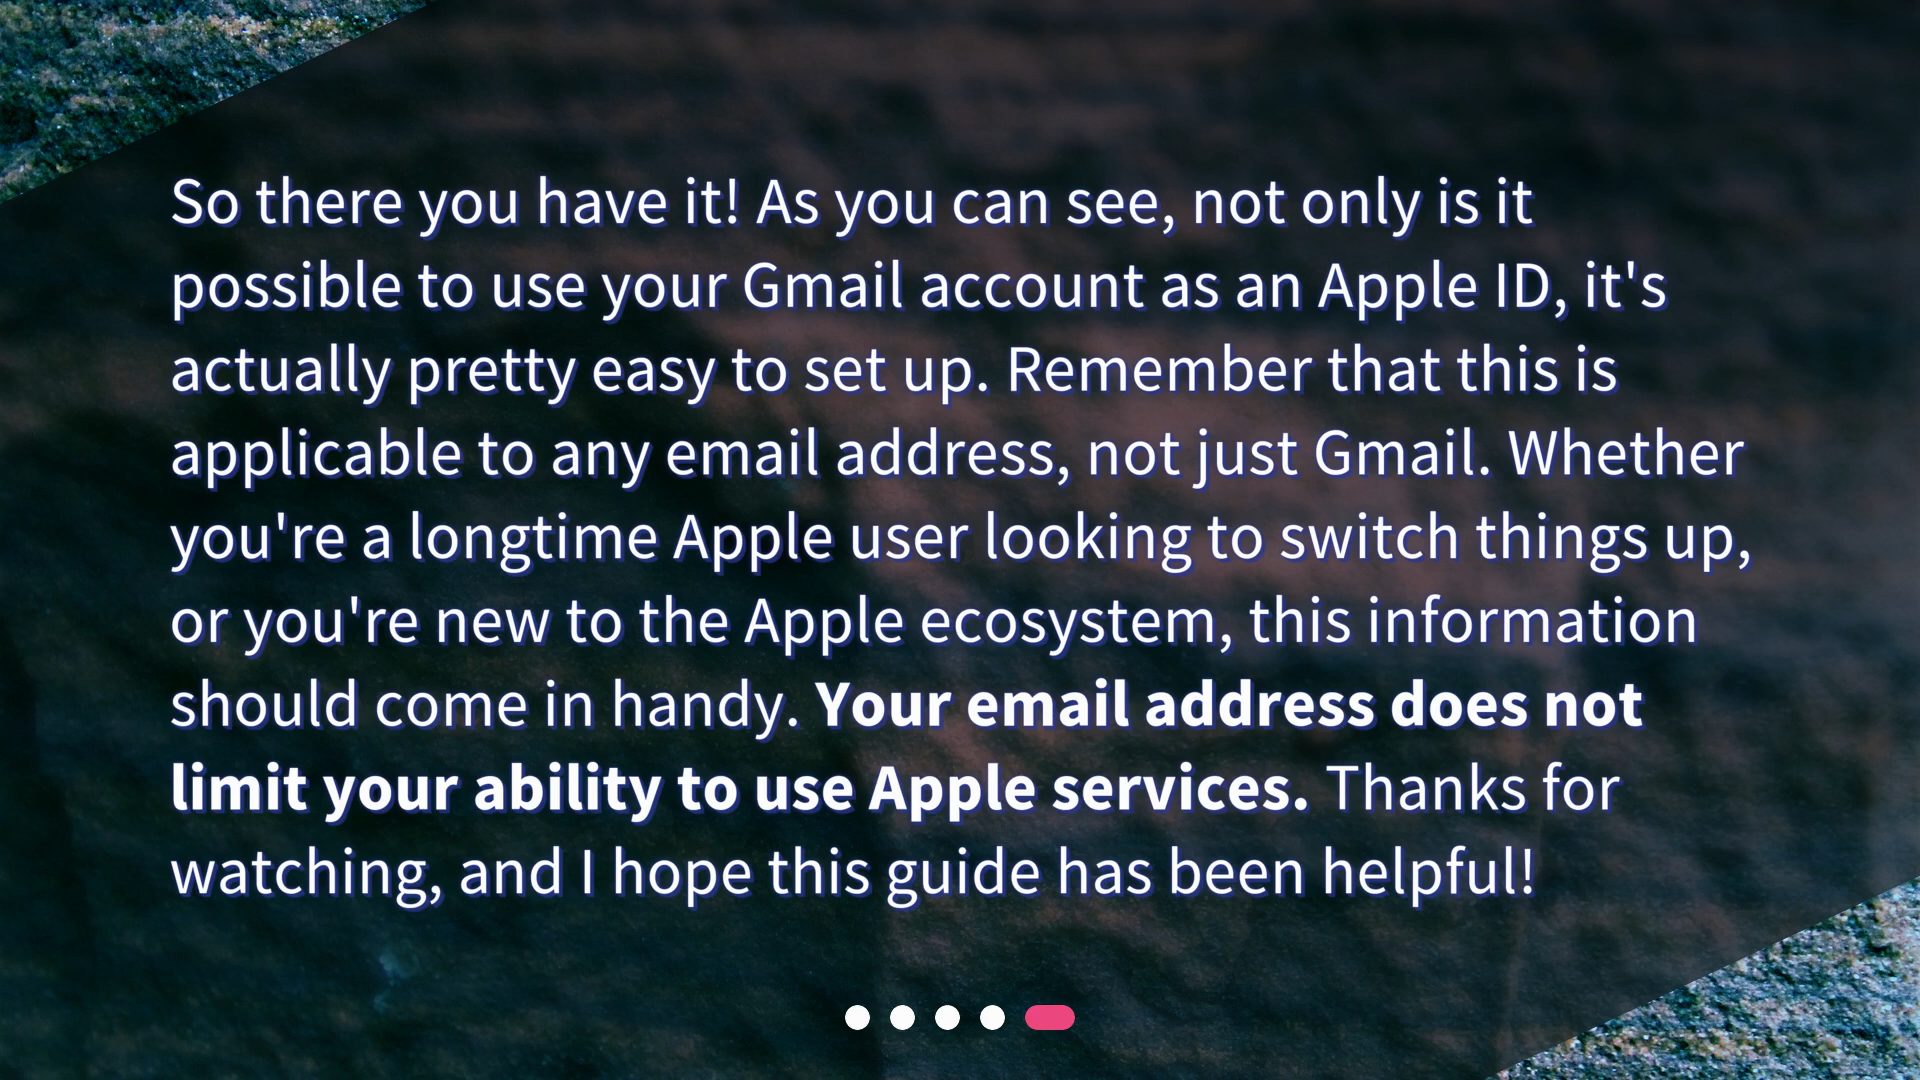 So there you have it! As you can see, not only is it
possible to use your Gmail account as an Apple ID, it's
actually pretty easy to set up. Remember that this is
applicable to any email address, not just Gmail. Whether
you're a longtime Apple user looking to switch things up,
or you're new to the Apple ecosystem, this information
should come in handy. Your email address does not
limit your ability to use Apple services. Thanks for
watching, and I hope this guide has been helpful!